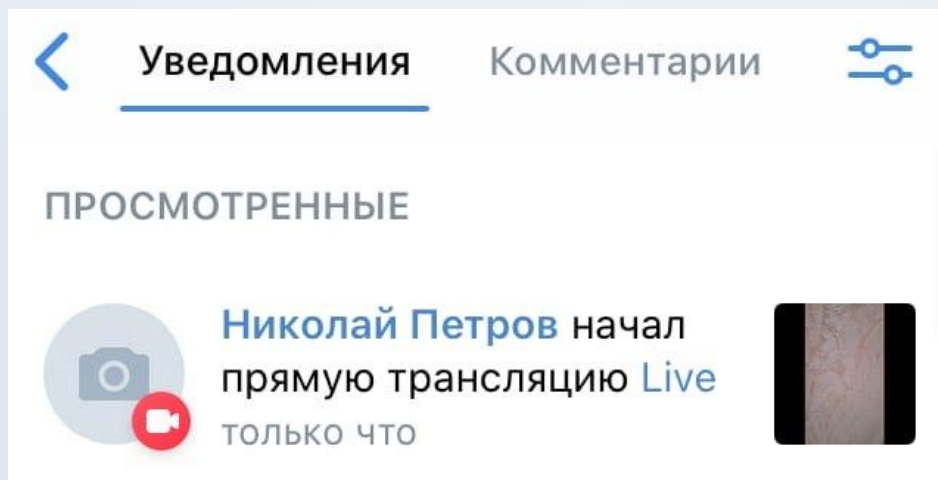 Уведомления Комментарии
ПРОСМОТРЕННЫЕ
Николай Петров начал
прямую трансляцию Live
только что